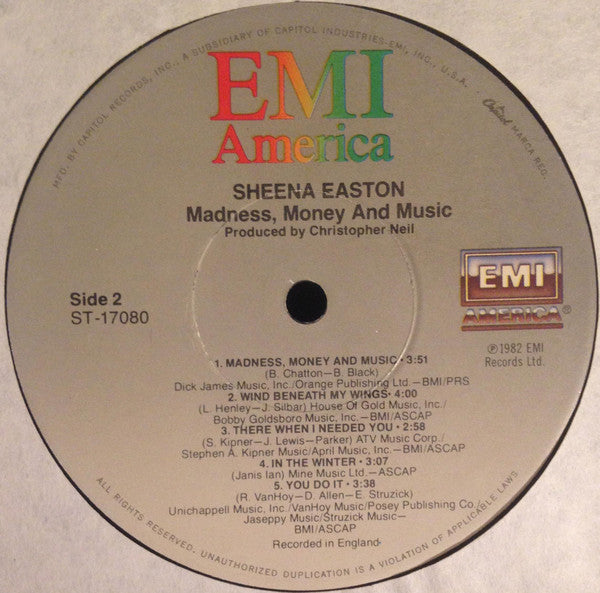 MFD. BY CAPITOL RECORDS, INC., A SUBSIDIARY OF CAPITOL INDUSTRIES-EMI, INC., U.S.A.
Capitol MARCA REG.
EMI
America
SHEENA EASTON
Madness, Money And Music
Produced by Christopher Neil
Side 2
ST-17080
EMI
AMERICA®
℗1982 EMI
Records Ltd.
1. MADNESS, MONEY AND MUSIC • 3:51
(B. Chatton—B. Black)
Dick James Music, Inc./Orange Publishing Ltd.—BMI/PRS
2. WIND BENEATH MY WINGS• 4:00
(L. Henley—J. Silbar) House Of Gold Music, Inc./
Bobby Goldsboro Music, Inc.—BMI/ASCAP
3. THERE WHEN I NEEDED YOU • 2:58
(S. Kipner—J. Lewis—Parker) ATV Music Corp./
Stephen A. Kipner Music/April Music, Inc.—BMI/ASCAP
4. IN THE WINTER • 3:07
(Janis Ian) Mine Music Ltd.—ASCAP
5. YOU DO IT • 3:38
(R. VanHoy—D. Allen—E. Struzick)
Unichappell Music, Inc./VanHoy Music/Posey Publishing Co./
Jaseppy Music/Struzick Music—
BMI/ASCAP
Recorded in England
ALL RIGHTS RESERVED. UNAUTHORIZED DUPLICATION IS A VIOLATION OF APPLICABLE LAWS.